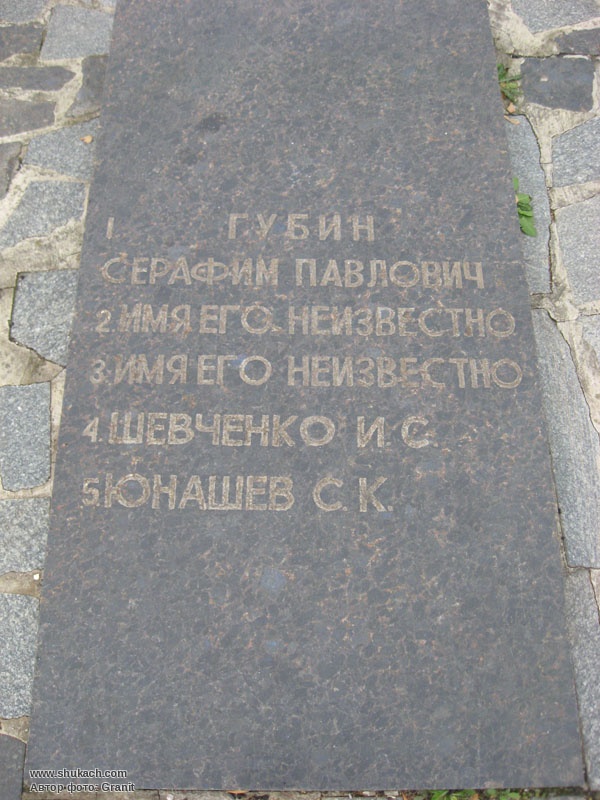 1 ГУБИН
СЕРАФИМ ПАВЛОВИЧ
2. ИМЯ ЕГО - НЕИЗВЕСТНО
3. ИМЯ ЕГО НЕИЗВЕСТНО
4. ШЕВЧЕНКО И.С.
5. ЮНАШЕВ С.К.
www.shukach.com
Автор фото: Granit